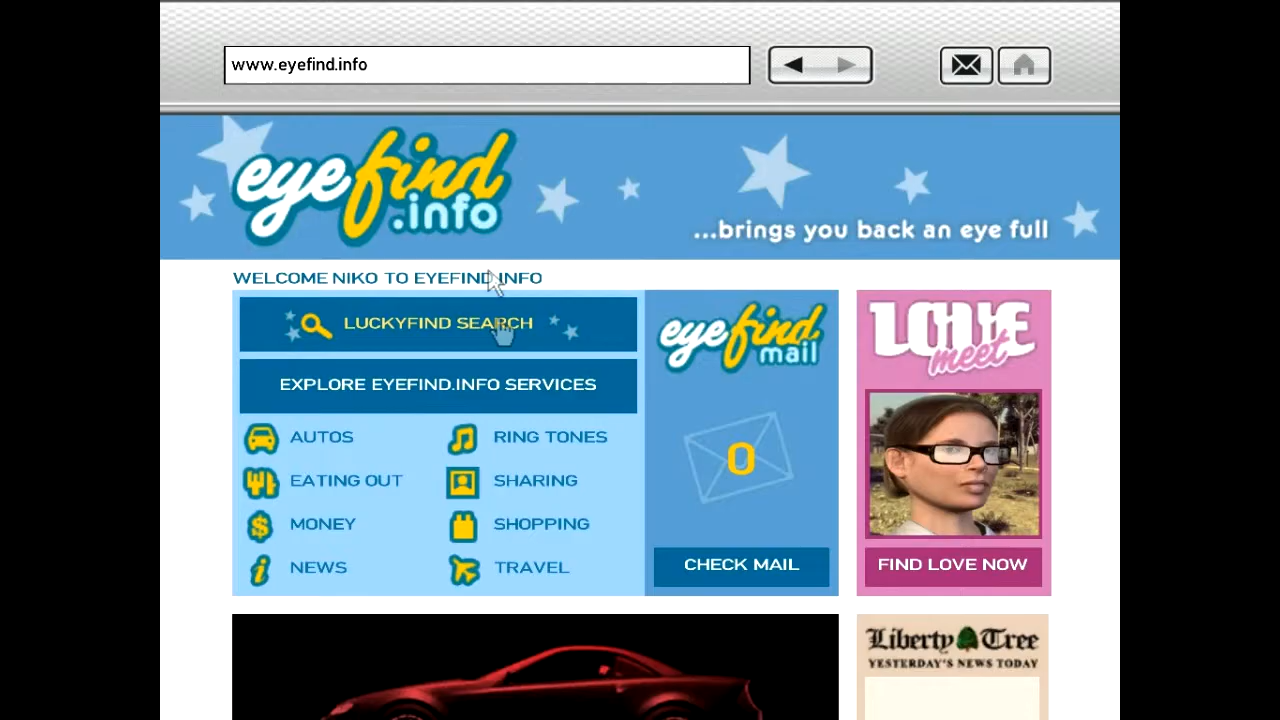 www.eyefind.info
eyefind
.info
...brings you back an eye full
WELCOME NIKO TO EYEFIND.INFO
LUCKYFIND SEARCH
EXPLORE EYEFIND.INFO SERVICES
AUTOS
RING TONES
EATING OUT
SHARING
MONEY
SHOPPING
NEWS
TRAVEL
eyefind
mail
0
CHECK MAIL
LOVE
meet
FIND LOVE NOW
Liberty Tree
YESTERDAY'S NEWS TODAY